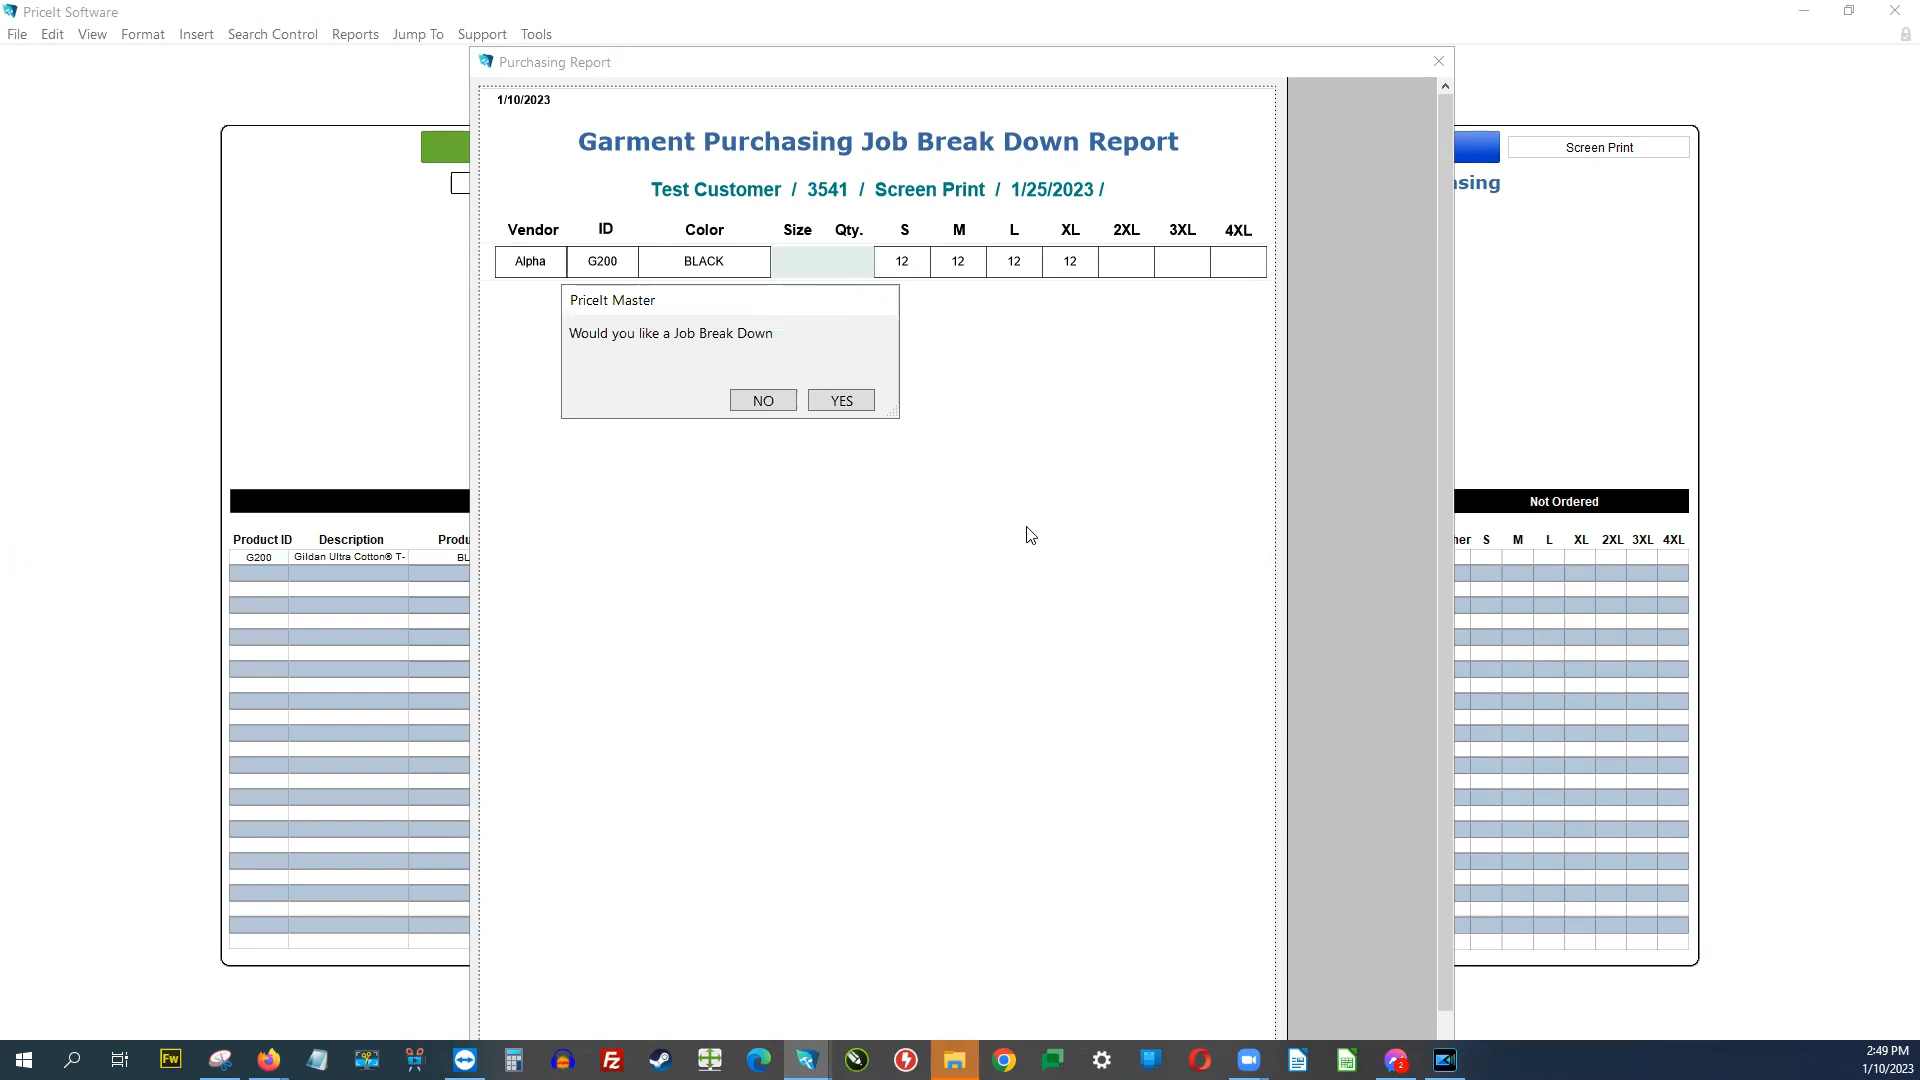 PriceIt Software
File Edit View Format Insert Search Control Reports Jump To Support Tools
Purchasing Report
1/10/2023
Garment Purchasing Job Break Down Report
Test Customer / 3541 / Screen Print / 1/25/2023 /
Vendor ID Color Size Qty. S M L XL 2XL 3XL 4XL
Alpha G200 BLACK 12 12 12 12
PriceIt Master
Would you like a Job Break Down
NO YES
Screen Print
sing
Not Ordered
Product ID Description Produ
her S M L XL 2XL 3XL 4XL
G200 Gildan Ultra Cotton® T- BL
Fw
Fz
2
2:49 PM
1/10/2023